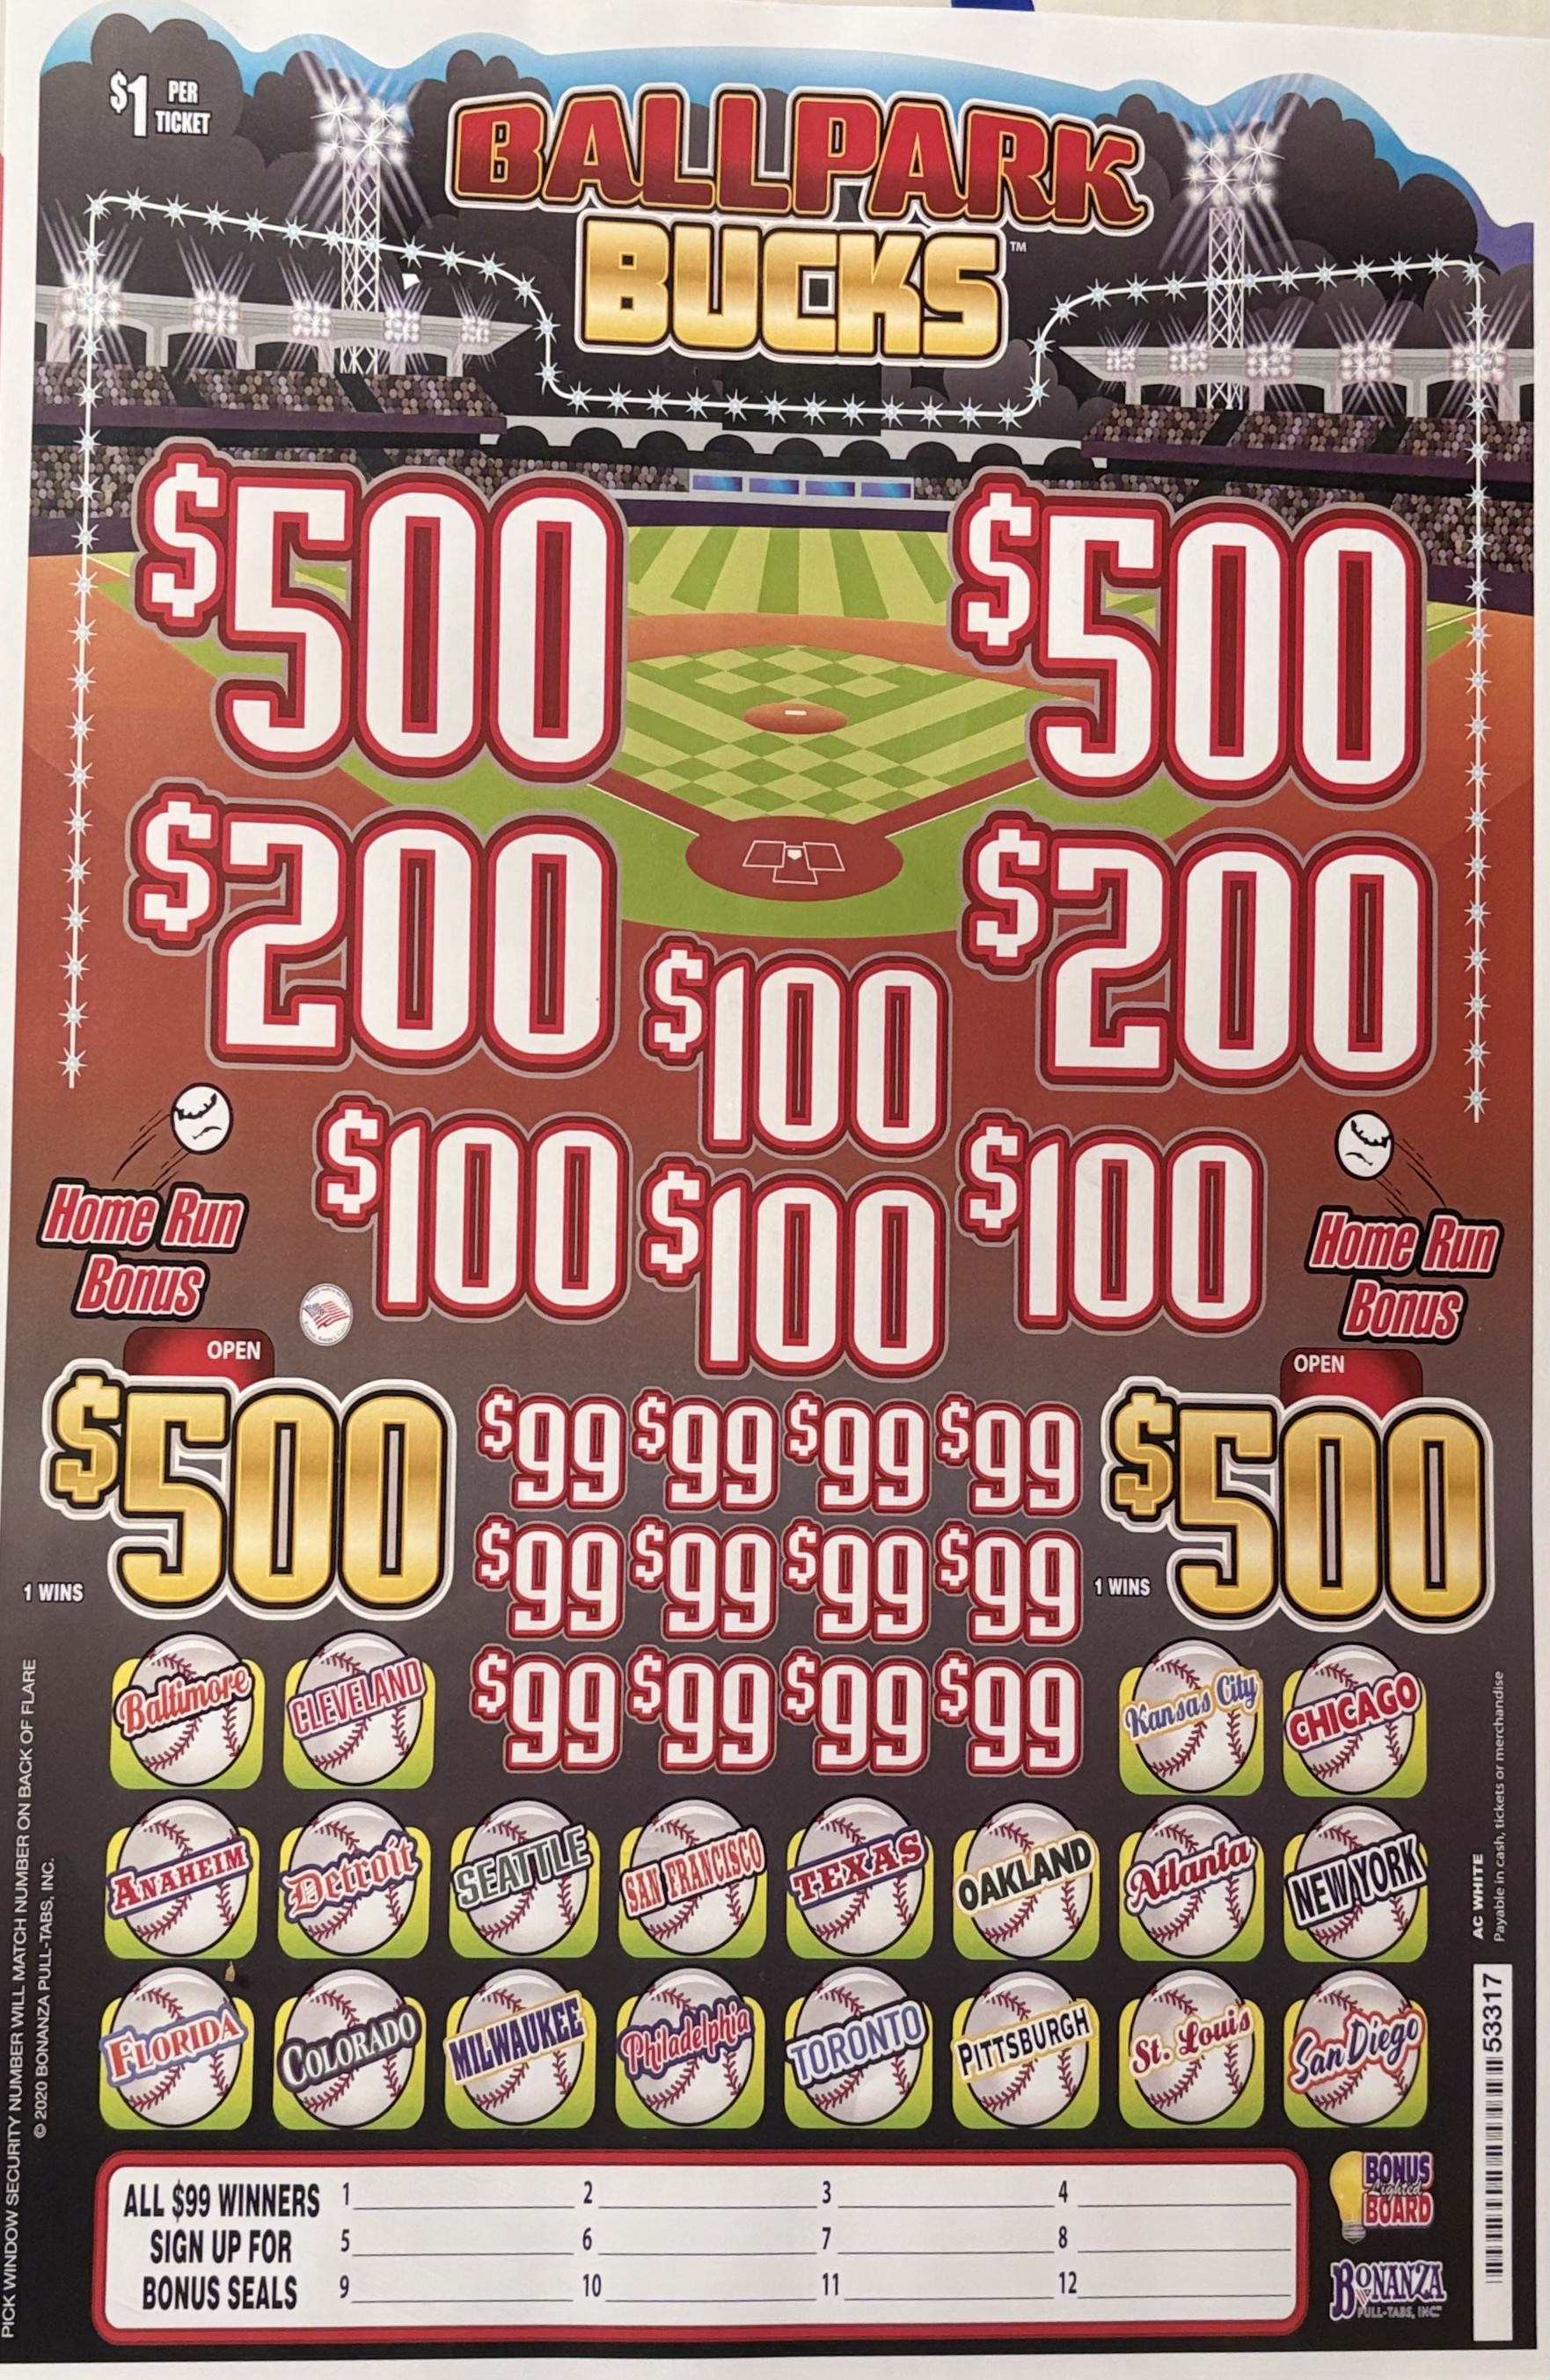 $1 PER
TICKET
BALLPARK
BUCKS™
$500 $500
$200 $200
$100
$100 $100
$100
Home Run
Bonus
Home Run
Bonus
OPEN
OPEN
$500
$500
$99 $99 $99 $99
$99 $99 $99 $99
$99 $99 $99 $99
1 WINS
1 WINS
Baltimore CLEVELAND Kansas City CHICAGO
ANAHEIM Detroit SEATTLE SAN FRANCISCO TEXAS OAKLAND Atlanta NEW YORK
FLORIDA COLORADO MILWAUKEE Philadelphia TORONTO PITTSBURGH St. Louis San Diego
ALL $99 WINNERS
SIGN UP FOR
BONUS SEALS
1 2 3 4
5 6 7 8
9 10 11 12
BONUS
Lighted
BOARD
BONANZA
PULL-TABS, INC.
PICK WINDOW SECURITY NUMBER WILL MATCH NUMBER ON BACK OF FLARE
© 2020 BONANZA PULL-TABS, INC.
AC WHITE
Payable in cash, tickets or merchandise
53317